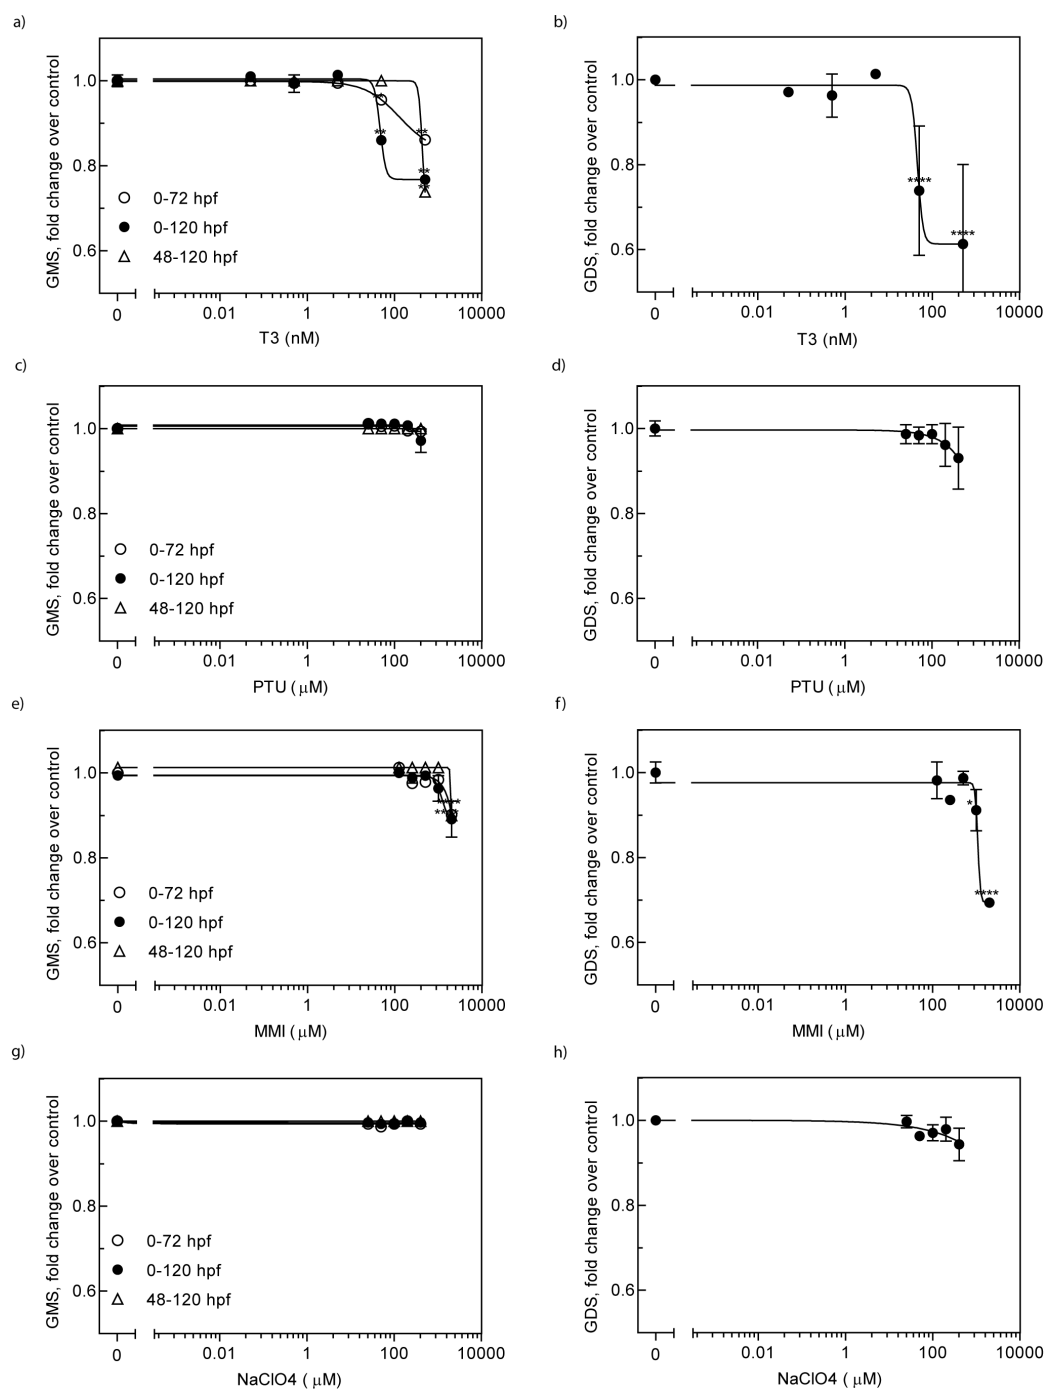 a)
GMS, fold change over control
1.0
0.8
0.6
**
**
**
**
**
0-72 hpf
0-120 hpf
48-120 hpf
0
0.01
1
100
10000
T3 (nM)
b)
GDS, fold change over control
1.0
0.8
0.6
****
****
0
0.01
1
100
10000
T3 (nM)
c)
GMS, fold change over control
1.0
0.8
0.6
0-72 hpf
0-120 hpf
48-120 hpf
0
0.01
1
100
10000
PTU ( μM)
d)
GDS, fold change over control
1.0
0.8
0.6
0
0.01
1
100
10000
PTU ( μM)
e)
GMS, fold change over control
1.0
0.8
0.6
0-72 hpf
0-120 hpf
48-120 hpf
0
0.01
1
100
10000
MMI ( μM)
f)
GDS, fold change over control
1.0
0.8
0.6
*
****
0
0.01
1
100
10000
MMI ( μM)
g)
GMS, fold change over control
1.0
0.8
0.6
0-72 hpf
0-120 hpf
48-120 hpf
0
0.01
1
100
10000
NaClO4 ( μM)
h)
GDS, fold change over control
1.0
0.8
0.6
0
0.01
1
100
10000
NaClO4 ( μM)